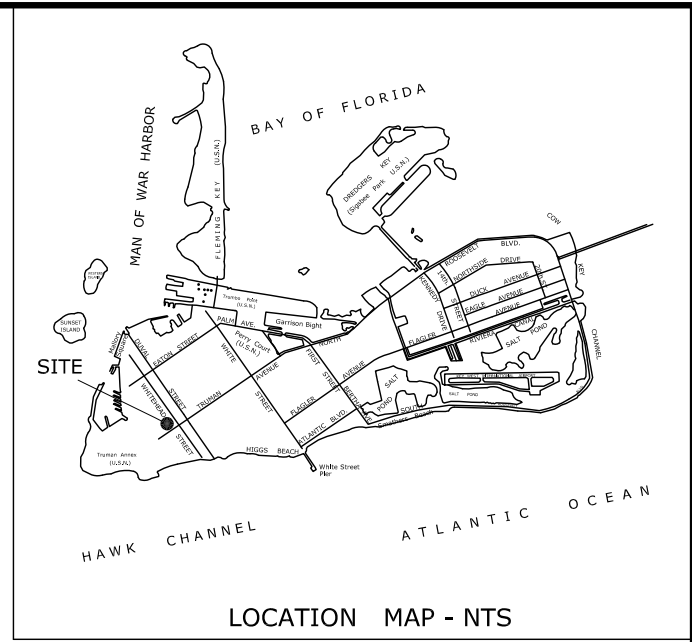 BAY OF FLORIDA
MAN OF WAR HARBOR
FLEMING KEY (U.S.N.)
DREDGERS KEY
(Sigsbee Park U.S.N.)
COW
KEY
CHANNEL
ROOSEVELT BLVD.
NORTHSIDE DRIVE
14th STREET
20th ST.
KENNEDY DRIVE
DUCK AVENUE
EAGLE AVENUE
FLAGLER AVENUE
RIVIERA CANAL
SALT
POND
SALT POND
SUNSET
ISLAND
Trumbo Point
(U.S.N.)
PALM AVE.
Garrison Bight
NORTH
Mallory
Square
DUVAL STREET
EATON STREET
Perry Court
(U.S.N.)
WHITE STREET
FIRST STREET
BERTHA
TRUMAN AVENUE
FLAGLER AVENUE
SALT
POND
SOUTH
ATLANTIC BLVD.
Smathers Beach
SITE
WHITEHEAD STREET
HIGGS BEACH
White Street
Pier
Truman Annex
(U.S.N.)
HAWK CHANNEL
ATLANTIC OCEAN
LOCATION MAP - NTS